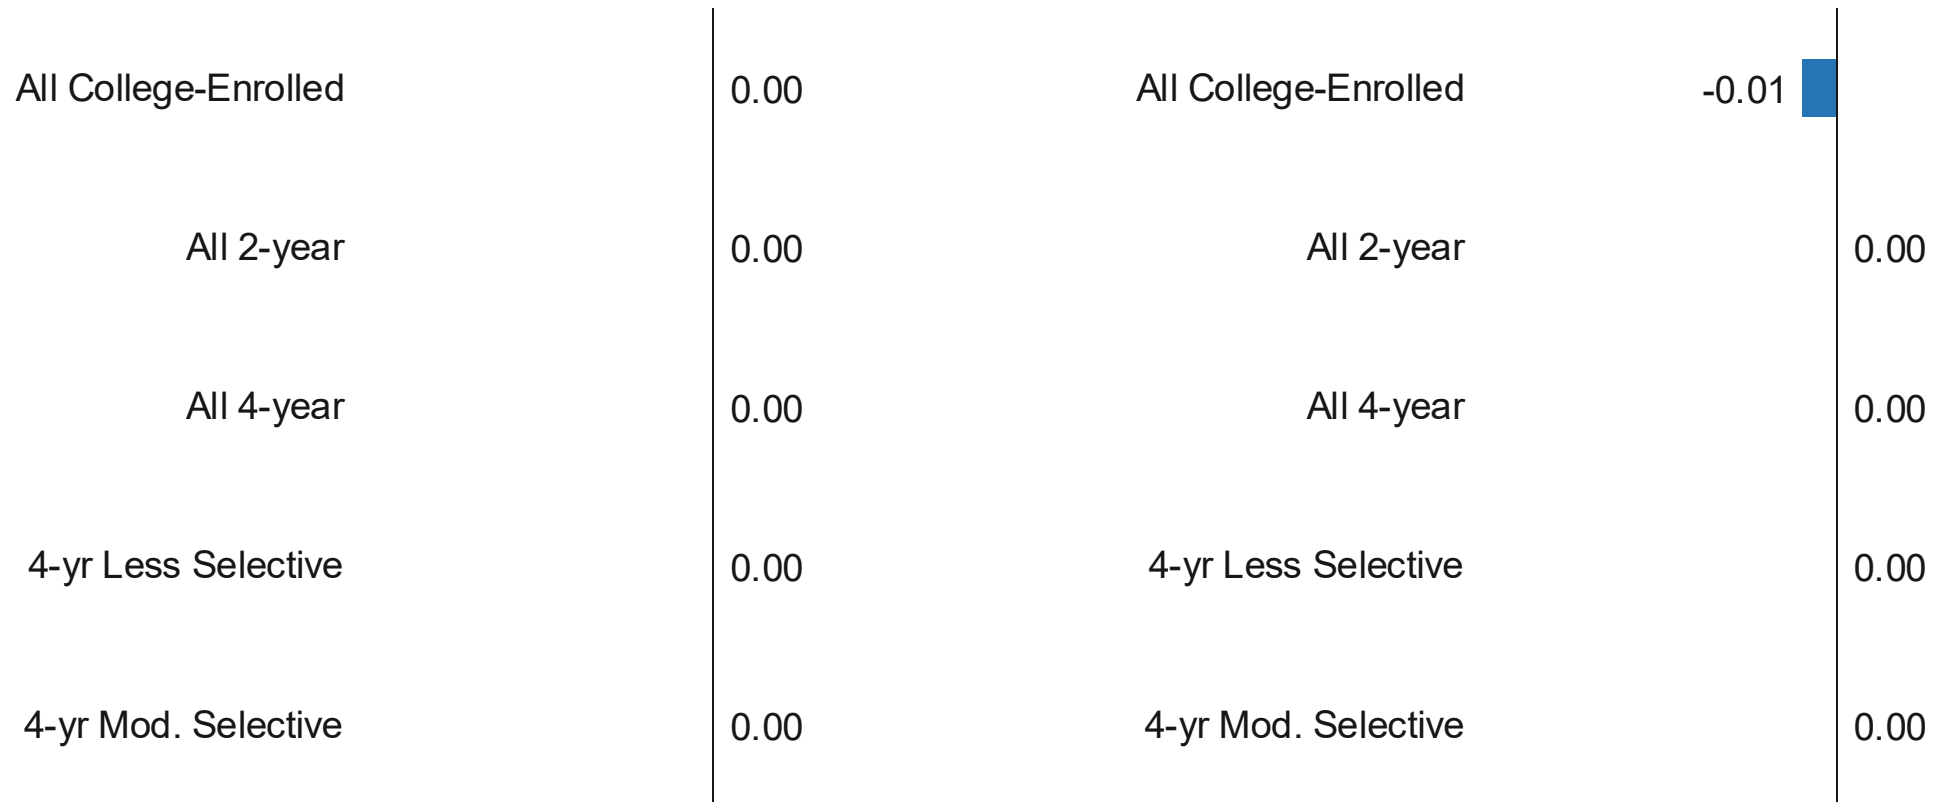 All College-Enrolled 0.00
All 2-year 0.00
All 4-year 0.00
4-yr Less Selective 0.00
4-yr Mod. Selective 0.00
All College-Enrolled -0.01
All 2-year 0.00
All 4-year 0.00
4-yr Less Selective 0.00
4-yr Mod. Selective 0.00